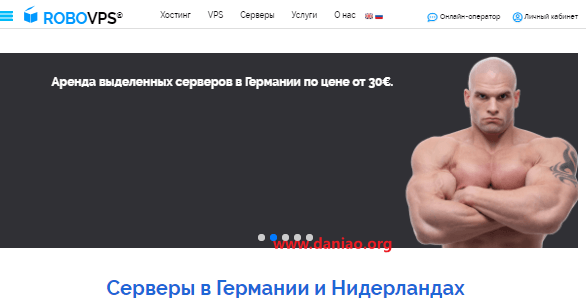 ROBOVPS®
Хостинг
VPS
Серверы
Услуги
О нас
Онлайн-оператор
Личный кабинет
Аренда выделенных серверов в Германии по цене от 30€.
www.daniao.org
Серверы в Германии и Нидерландах